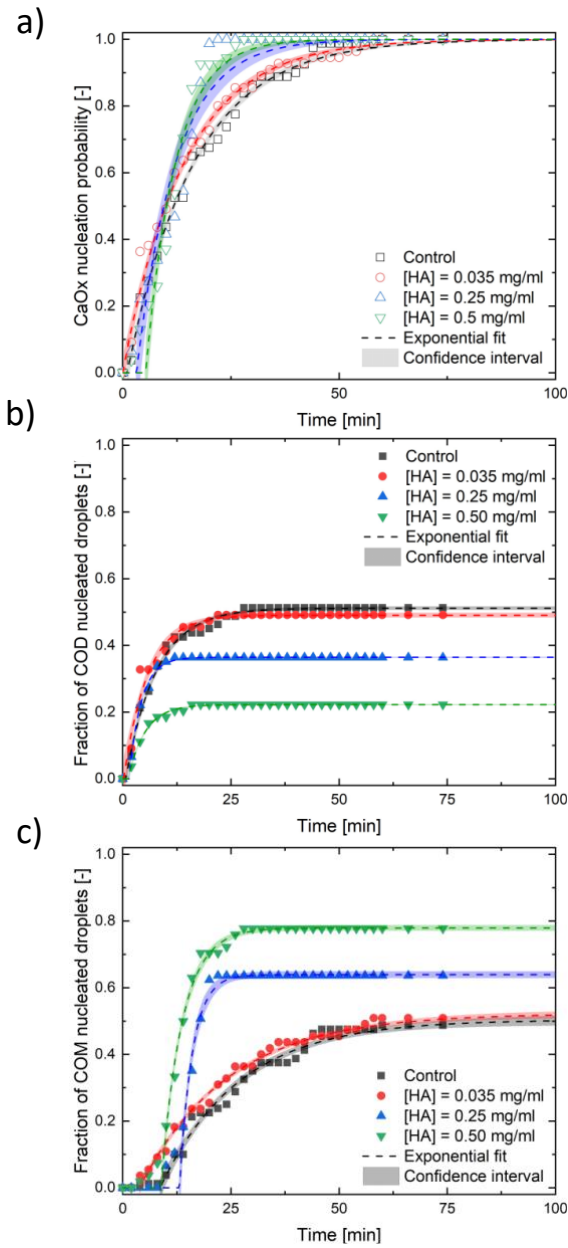 a)
CaOx nucleation probability [-]
1.0
0.8
0.6
0.4
0.2
0.0
Control
[HA] = 0.035 mg/ml
[HA] = 0.25 mg/ml
[HA] = 0.5 mg/ml
Exponential fit
Confidence interval
0 25 50 75 100
Time [min]
b)
Fraction of COD nucleated droplets [-]
1.0
0.8
0.6
0.4
0.2
0.0
Control
[HA] = 0.035 mg/ml
[HA] = 0.25 mg/ml
[HA] = 0.50 mg/ml
Exponential fit
Confidence interval
0 25 50 75 100
Time [min]
c)
Fraction of COM nucleated droplets [-]
1.0
0.8
0.6
0.4
0.2
0.0
Control
[HA] = 0.035 mg/ml
[HA] = 0.25 mg/ml
[HA] = 0.50 mg/ml
Exponential fit
Confidence interval
0 25 50 75 100
Time [min]